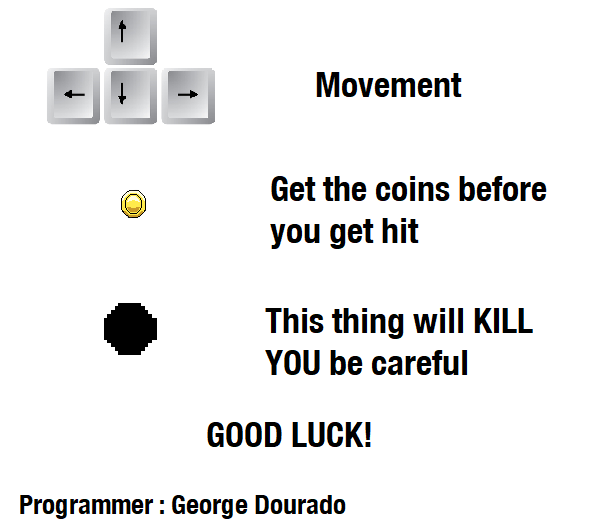 Movement
Get the coins before
you get hit
This thing will KILL
YOU be careful
GOOD LUCK!
Programmer : George Dourado